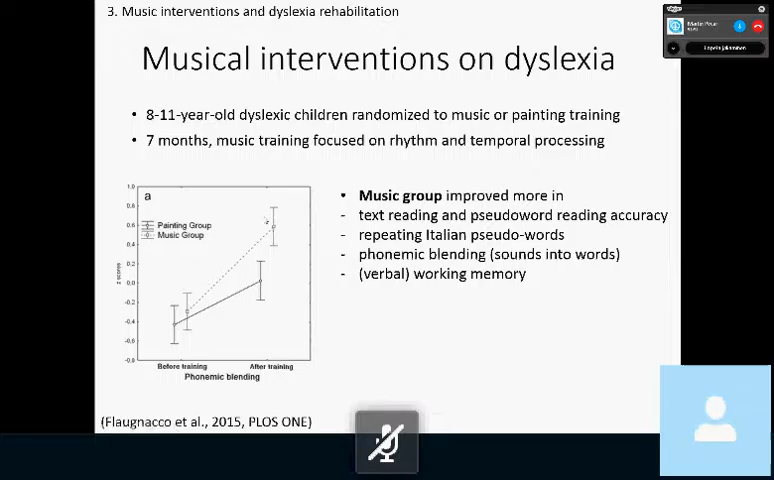 3. Music interventions and dyslexia rehabilitation
Musical interventions on dyslexia
• 8-11-year-old dyslexic children randomized to music or painting training
• 7 months, music training focused on rhythm and temporal processing
a
Painting Group
Music Group
z scores
1,0
0,8
0,6
0,4
0,2
0,0
-0,2
-0,4
-0,6
-0,8
Before training
After training
Phonemic blending
• Music group improved more in
- text reading and pseudoword reading accuracy
- repeating Italian pseudo-words
- phonemic blending (sounds into words)
- (verbal) working memory
(Flaugnacco et al., 2015, PLOS ONE)